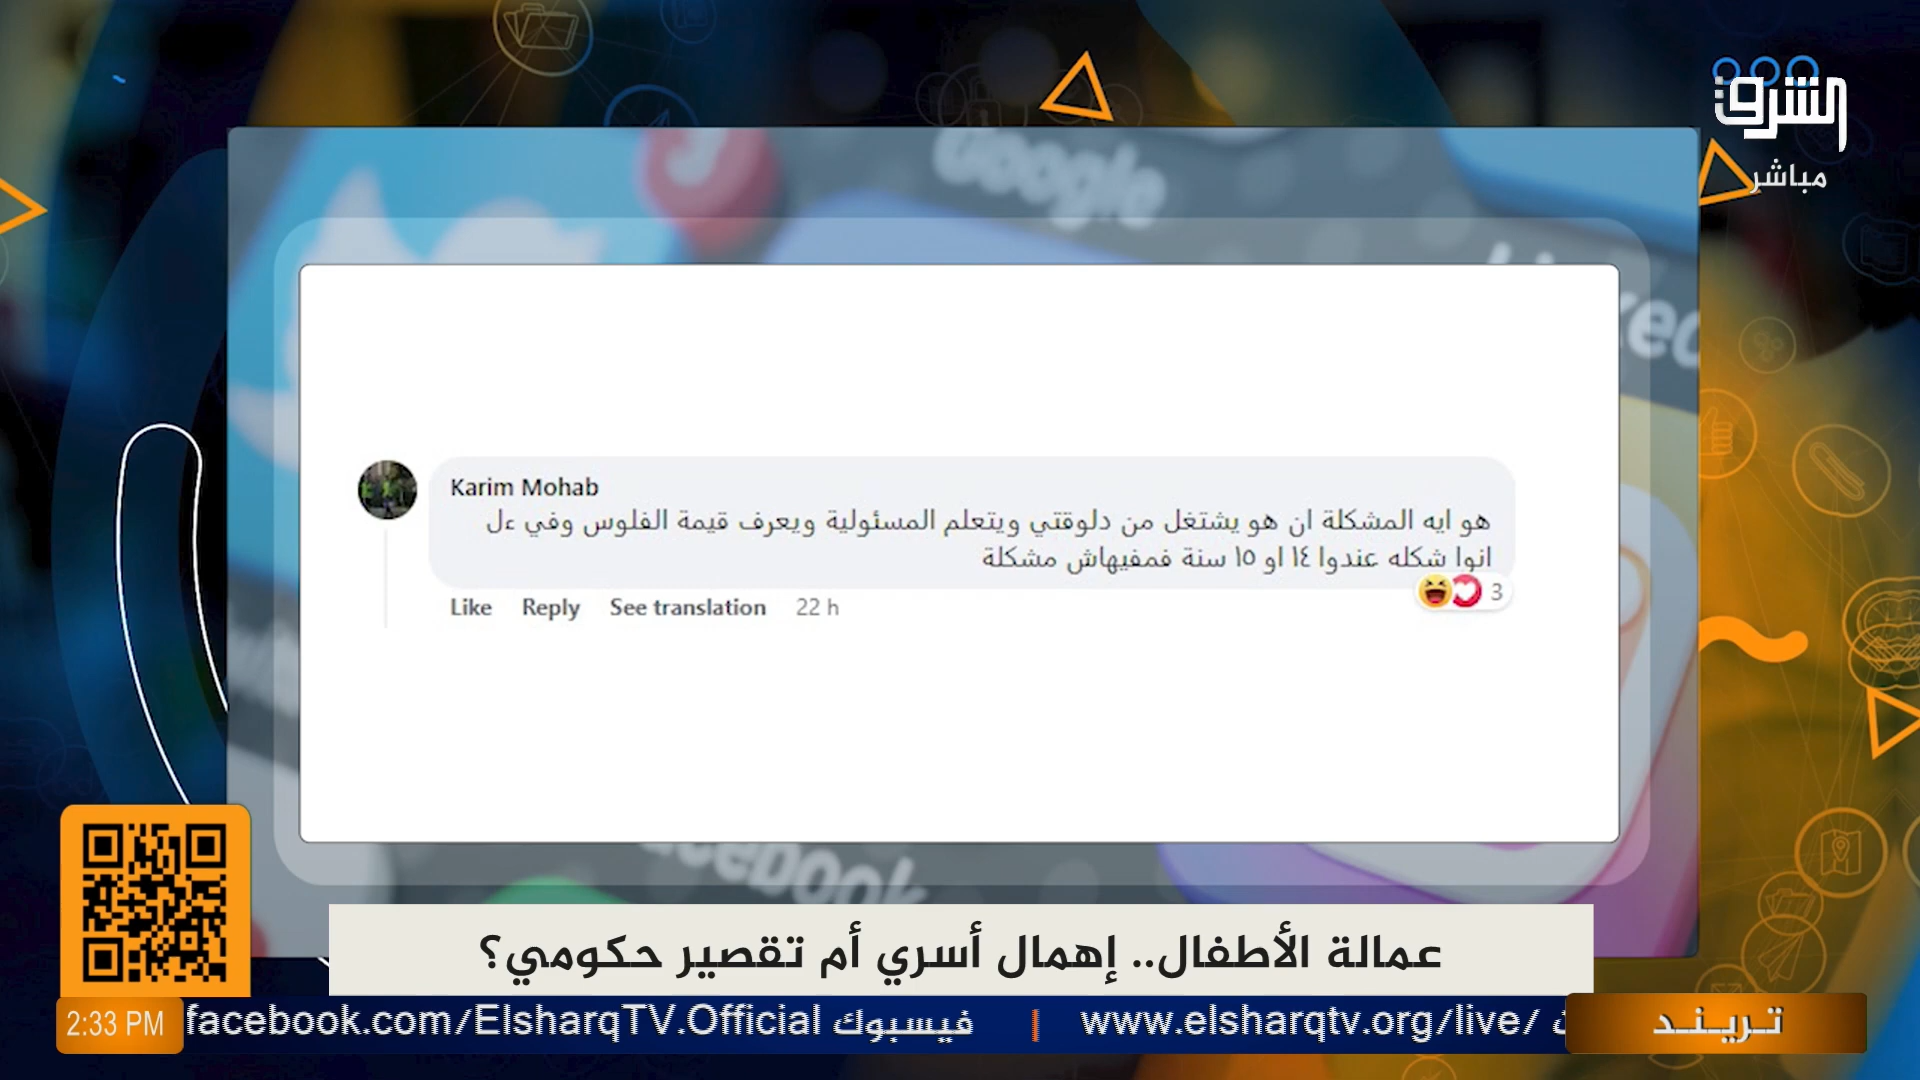 الشرق
مباشر
Google
Karim Mohab
هو ايه المشكلة ان هو يشتغل من دلوقتي ويتعلم المسئولية ويعرف قيمة الفلوس وفي ءل
انوا شكله عندوا ١٤ او ١٥ سنة فمفيهاش مشكلة
3
Like Reply See translation 22 h
عمالة الأطفال.. إهمال أسري أم تقصير حكومي؟
2:33 PM
facebook.com/ElsharqTV.Official فيسبوك | www.elsharqtv.org/live/
تريند